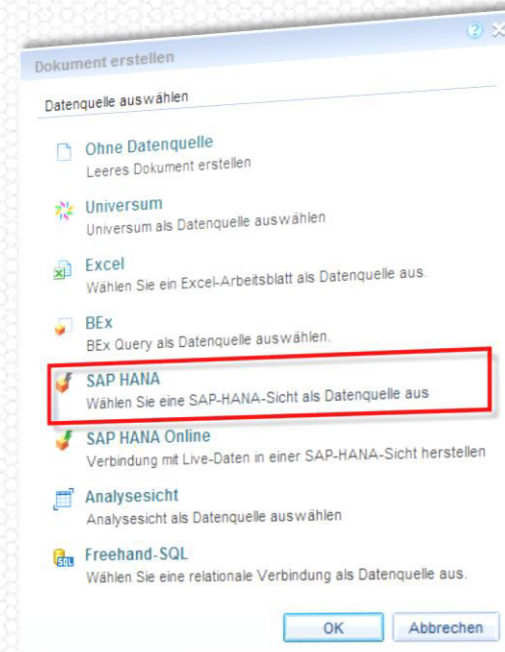 Dokument erstellen
Datenquelle auswählen
Ohne Datenquelle
Leeres Dokument erstellen
Universum
Universum als Datenquelle auswählen
Excel
Wählen Sie ein Excel-Arbeitsblatt als Datenquelle aus.
BEx
BEx Query als Datenquelle auswählen.
SAP HANA
Wählen Sie eine SAP-HANA-Sicht als Datenquelle aus
SAP HANA Online
Verbindung mit Live-Daten in einer SAP-HANA-Sicht herstellen
Analysesicht
Analysesicht als Datenquelle auswählen
SQL
Freehand-SQL
Wählen Sie eine relationale Verbindung als Datenquelle aus.
OK
Abbrechen